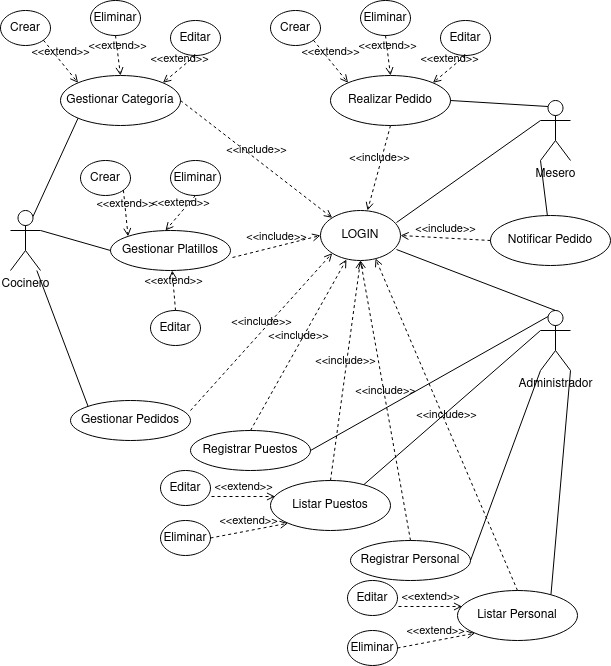 Eliminar
Crear
Editar
<<extend>>
<<extend>>
<<extend>>
Gestionar Categoría
Eliminar
Crear
Editar
<<extend>>
<<extend>>
<<extend>>
Realizar Pedido
<<include>>
<<include>>
Mesero
Crear
Eliminar
<<extend>>
<<extend>>
Gestionar Platillos
<<include>>
LOGIN
<<include>>
Notificar Pedido
Cocinero
<<extend>>
Editar
<<include>>
<<include>>
<<include>>
Administrador
<<include>>
<<include>>
Gestionar Pedidos
Registrar Puestos
Editar
<<extend>>
Listar Puestos
Eliminar
<<extend>>
Registrar Personal
Editar
<<extend>>
Listar Personal
Eliminar
<<extend>>